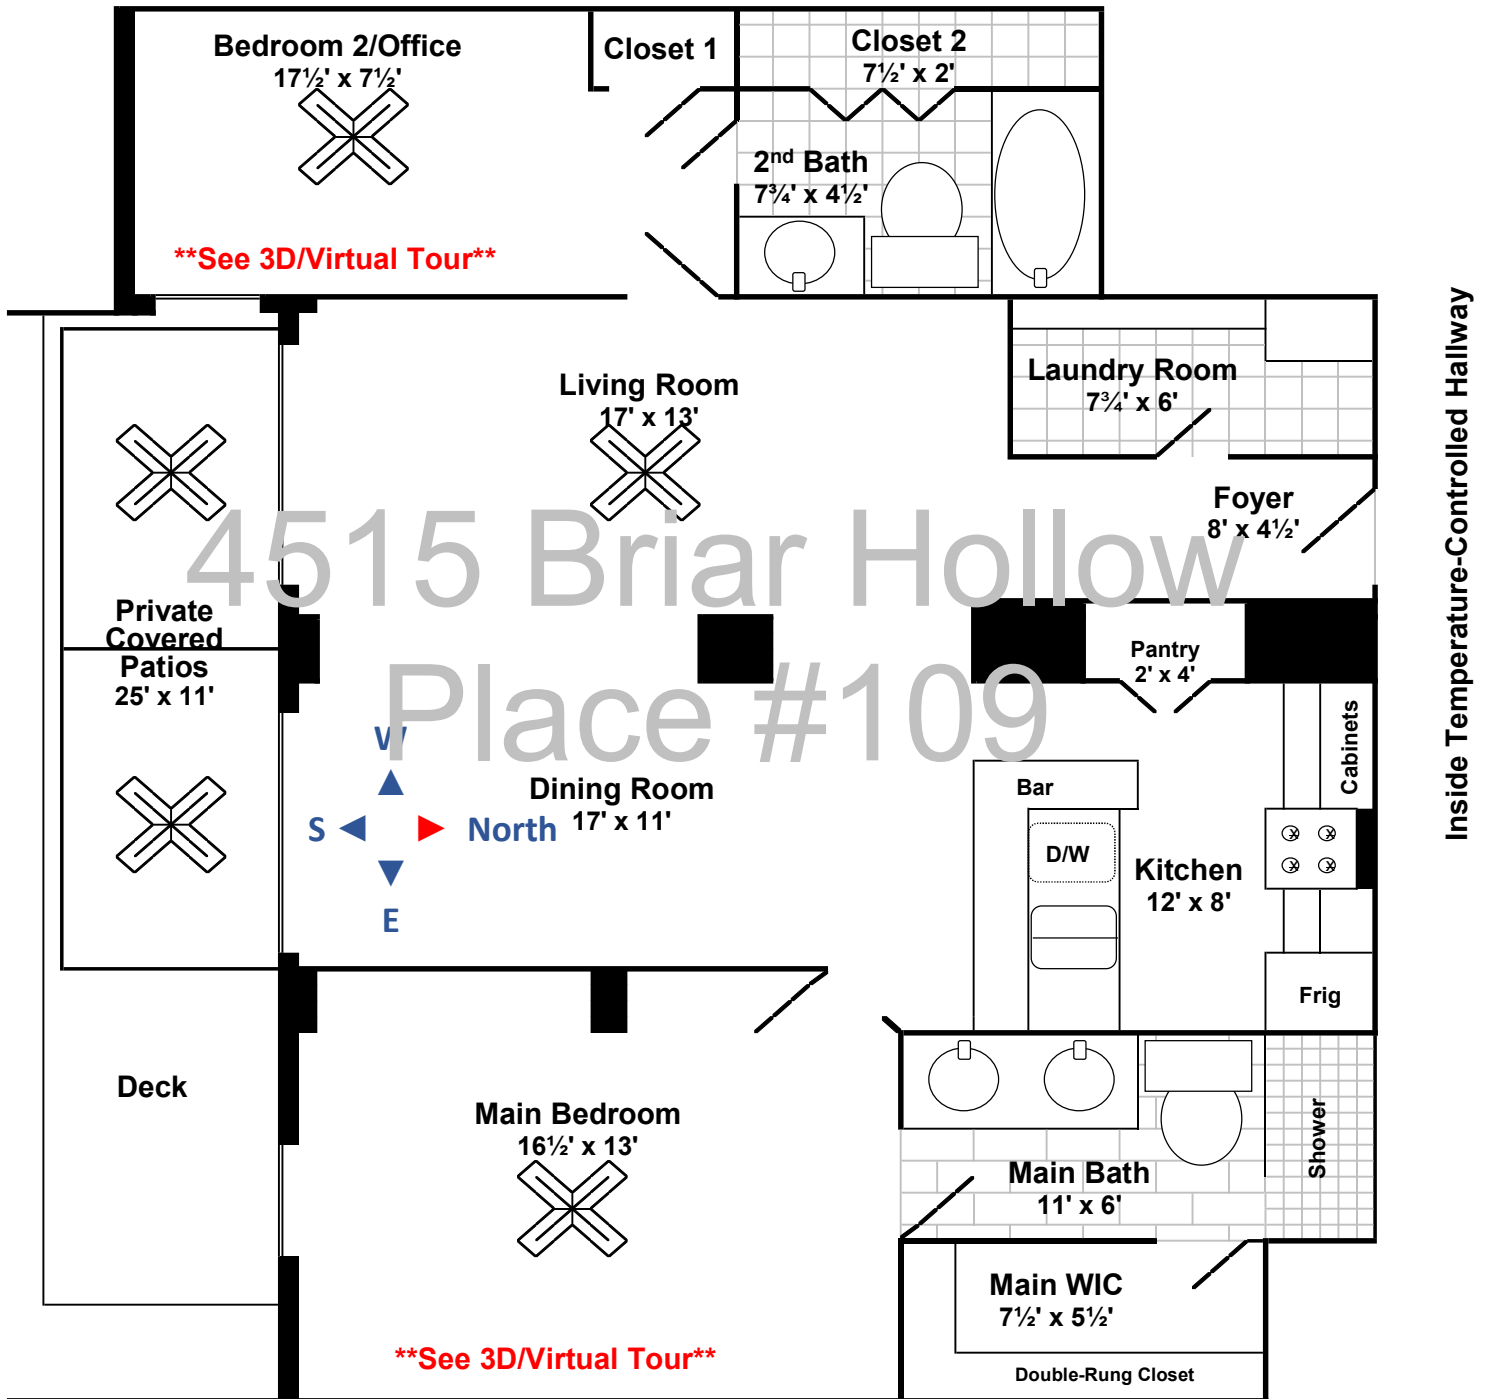 Bedroom 2/Office
17½' x 7½'
Closet 1
Closet 2
7½' x 2'
2nd Bath
7¾' x 4½'
**See 3D/Virtual Tour**
Living Room
17' x 13'
Laundry Room
7¾' x 6'
Foyer
8' x 4½'
Inside Temperature-Controlled Hallway
4515 Briar Hollow
Place #109
Private
Covered
Patios
25' x 11'
Pantry
2' x 4'
Cabinets
W
S
North
E
Dining Room
17' x 11'
Bar
D/W
Kitchen
12' x 8'
Frig
Deck
Main Bedroom
16½' x 13'
Main Bath
11' x 6'
Shower
Main WIC
7½' x 5½'
Double-Rung Closet
**See 3D/Virtual Tour**